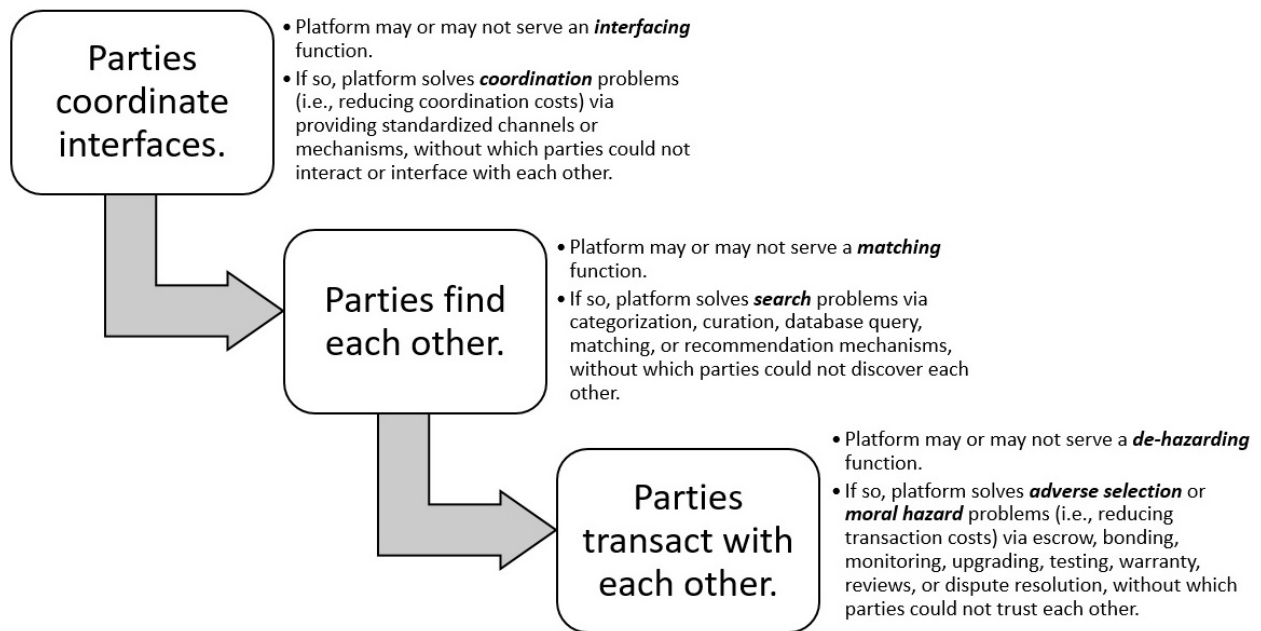 Parties
coordinate
interfaces.
• Platform may or may not serve an interfacing
function.
• If so, platform solves coordination problems
(i.e., reducing coordination costs) via
providing standardized channels or
mechanisms, without which parties could not
interact or interface with each other.
Parties find
each other.
• Platform may or may not serve a matching
function.
• If so, platform solves search problems via
categorization, curation, database query,
matching, or recommendation mechanisms,
without which parties could not discover each
other.
Parties
transact with
each other.
• Platform may or may not serve a de-hazarding
function.
• If so, platform solves adverse selection or
moral hazard problems (i.e., reducing
transaction costs) via escrow, bonding,
monitoring, upgrading, testing, warranty,
reviews, or dispute resolution, without which
parties could not trust each other.